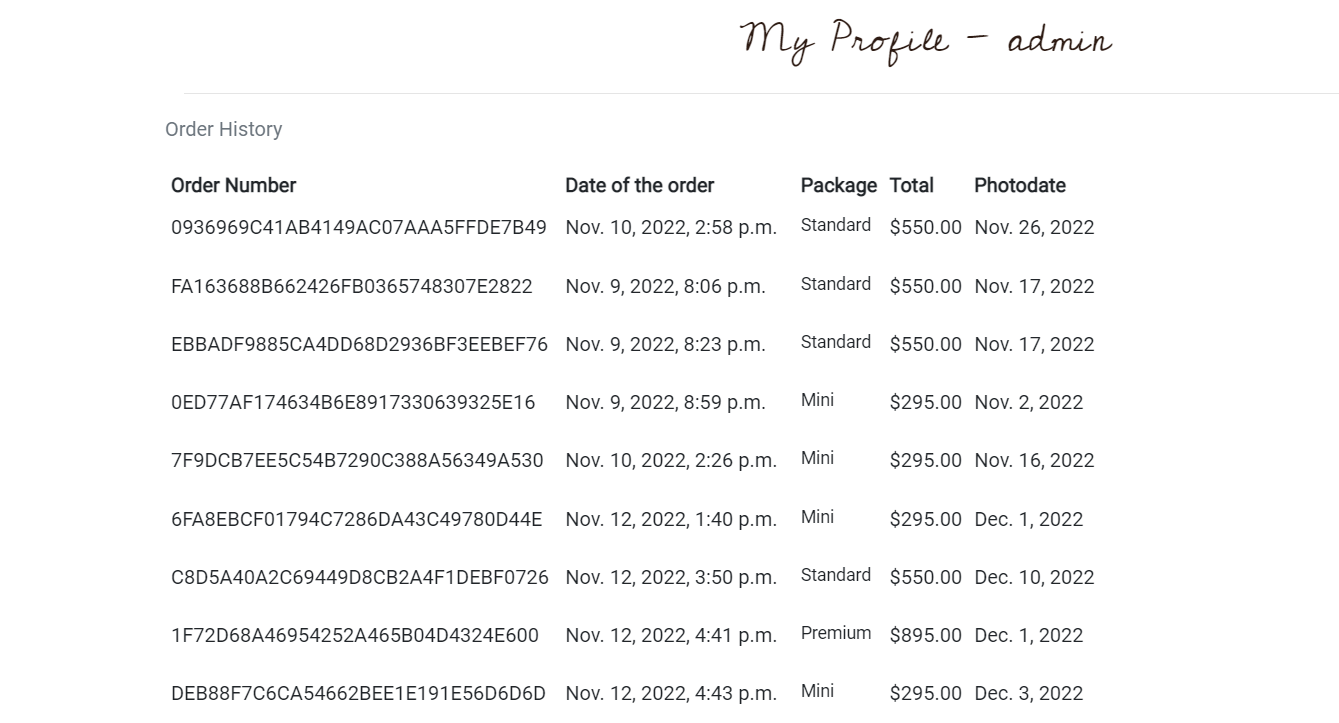 My Profile - admin
Order History
Order Number Date of the order Package Total Photodate
0936969C41AB4149AC07AAA5FFDE7B49 Nov. 10, 2022, 2:58 p.m. Standard $550.00 Nov. 26, 2022
FA163688B662426FB0365748307E2822 Nov. 9, 2022, 8:06 p.m. Standard $550.00 Nov. 17, 2022
EBBADF9885CA4DD68D2936BF3EEBEF76 Nov. 9, 2022, 8:23 p.m. Standard $550.00 Nov. 17, 2022
0ED77AF174634B6E8917330639325E16 Nov. 9, 2022, 8:59 p.m. Mini $295.00 Nov. 2, 2022
7F9DCB7EE5C54B7290C388A56349A530 Nov. 10, 2022, 2:26 p.m. Mini $295.00 Nov. 16, 2022
6FA8EBCF01794C7286DA43C49780D44E Nov. 12, 2022, 1:40 p.m. Mini $295.00 Dec. 1, 2022
C8D5A40A2C69449D8CB2A4F1DEBF0726 Nov. 12, 2022, 3:50 p.m. Standard $550.00 Dec. 10, 2022
1F72D68A46954252A465B04D4324E600 Nov. 12, 2022, 4:41 p.m. Premium $895.00 Dec. 1, 2022
DEB88F7C6CA54662BEE1E191E56D6D6D Nov. 12, 2022, 4:43 p.m. Mini $295.00 Dec. 3, 2022